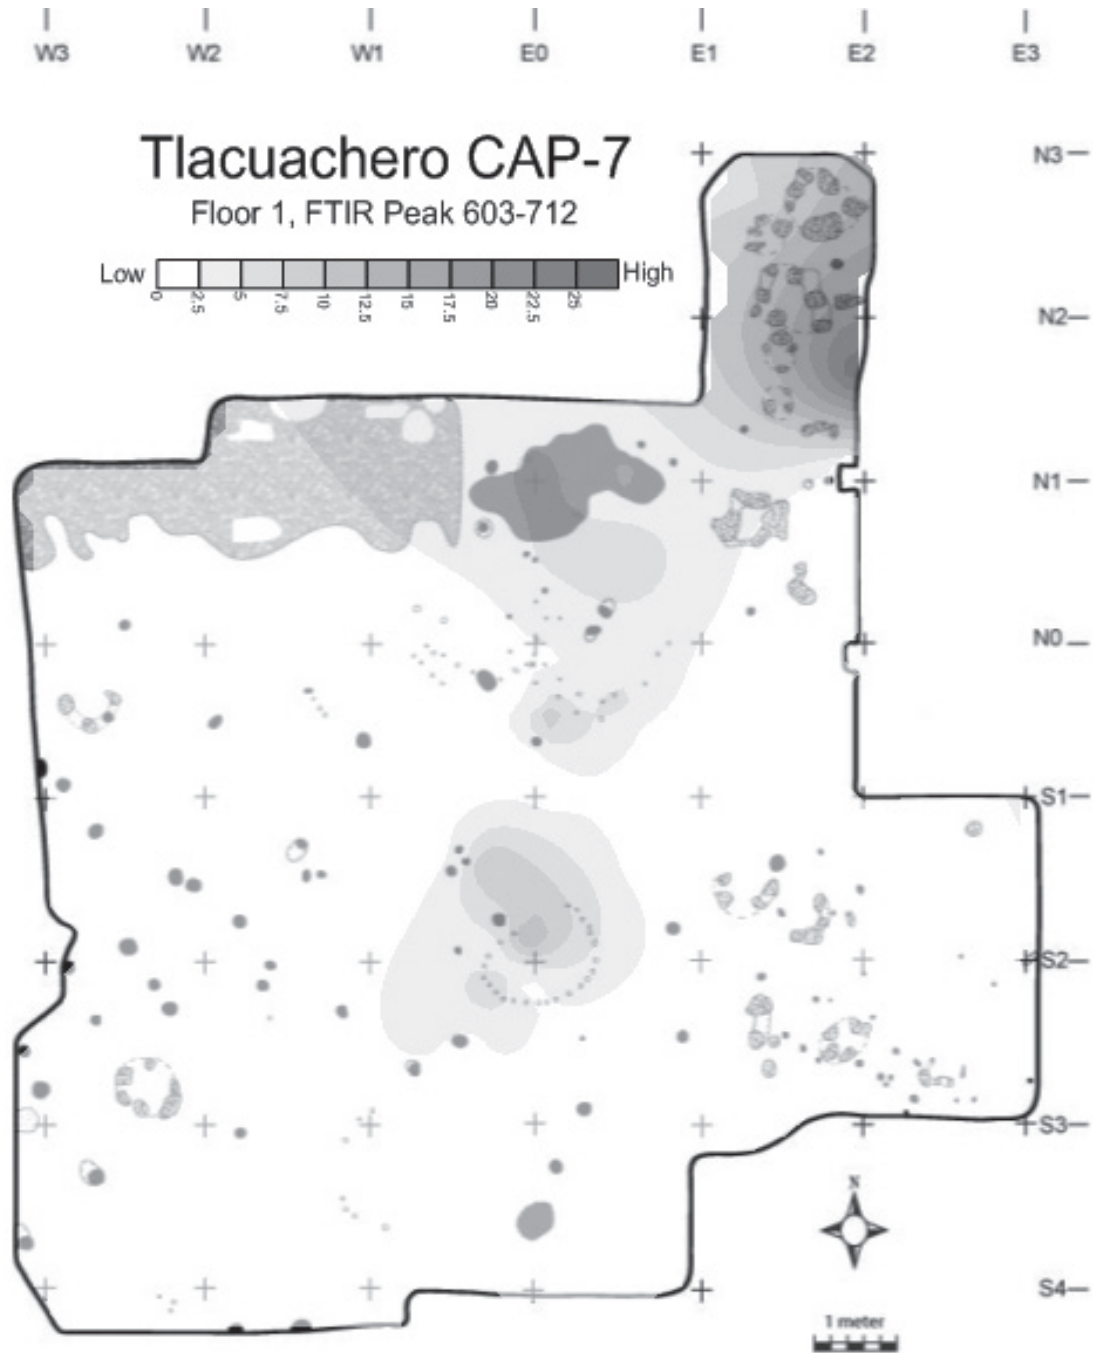 W3 W2 W1 E0 E1 E2 E3
Tlacuachero CAP-7
Floor 1, FTIR Peak 603-712
Low High
0 2.5 5 7.5 10 12.5 15 17.5 20 22.5 25
N3
N2
N1
N0
S1
S2
S3
N
S4
1 meter